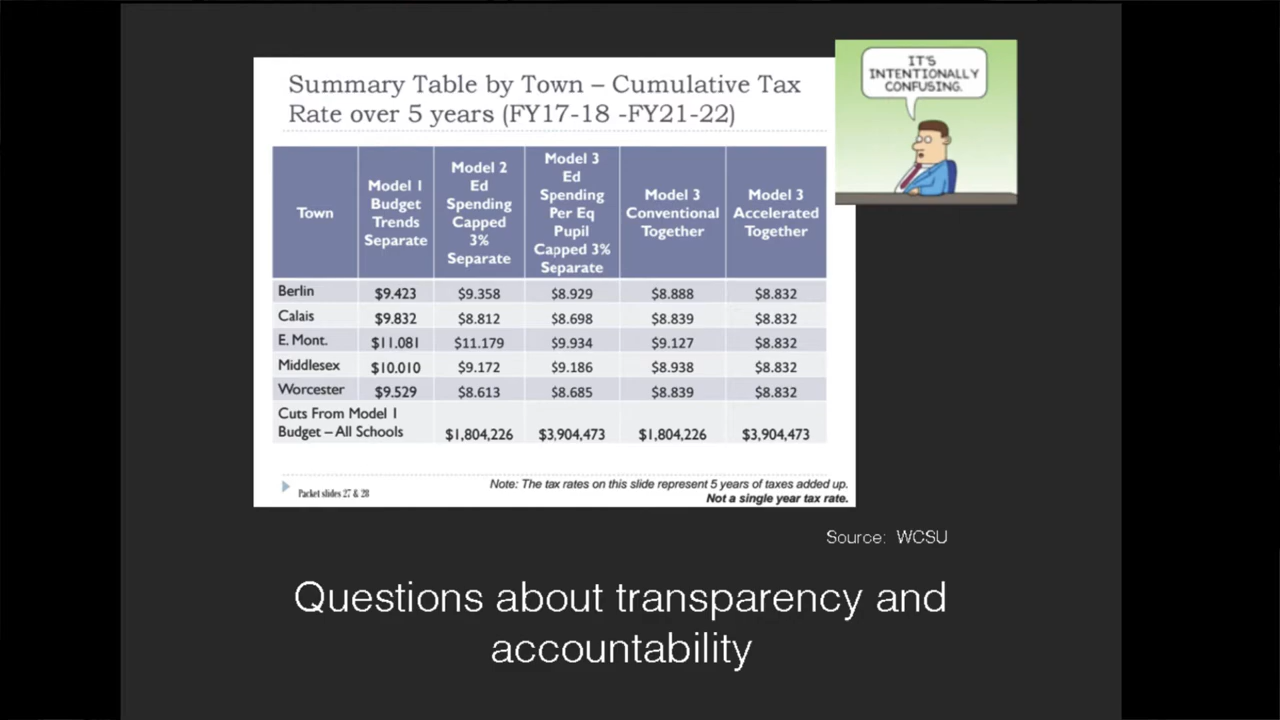 Summary Table by Town – Cumulative Tax
Rate over 5 years (FY17-18 -FY21-22)
IT'S
INTENTIONALLY
CONFUSING.
Town
Model 1
Budget
Trends
Separate
Model 2
Ed
Spending
Capped
3%
Separate
Model 3
Ed
Spending
Per Eq
Pupil
Capped 3%
Separate
Model 3
Conventional
Together
Model 3
Accelerated
Together
Berlin $9.423 $9.358 $8.929 $8.888 $8.832
Calais $9.832 $8.812 $8.698 $8.839 $8.832
E. Mont. $11.081 $11.179 $9.934 $9.127 $8.832
Middlesex $10.010 $9.172 $9.186 $8.938 $8.832
Worcester $9.529 $8.613 $8.685 $8.839 $8.832
Cuts From Model 1
Budget – All Schools $1,804,226 $3,904,473 $1,804,226 $3,904,473
Note: The tax rates on this slide represent 5 years of taxes added up.
Packet slides 27 & 28
Not a single year tax rate.
Source: WCSU
Questions about transparency and
accountability